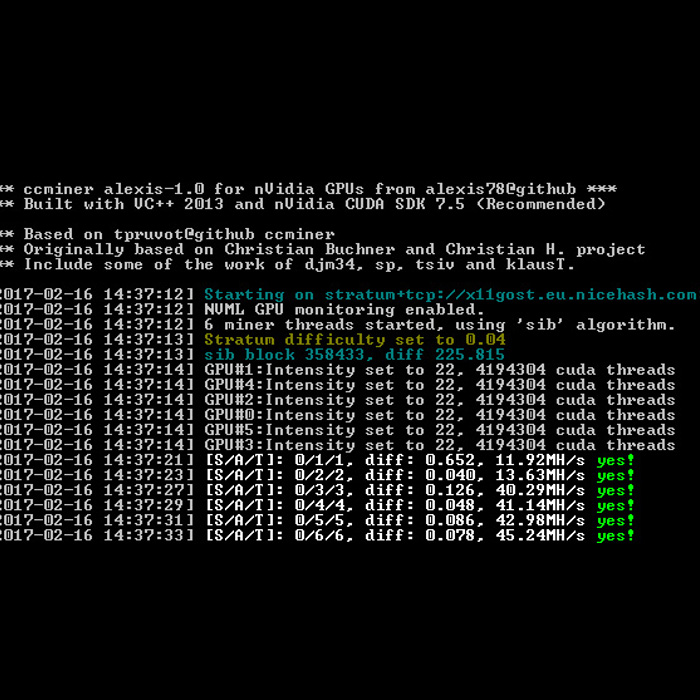 ** ccminer alexis-1.0 for nVidia GPUs from alexis78@github ***
** Built with VC++ 2013 and nVidia CUDA SDK 7.5 (Recommended)
** Based on tpruvot@github ccminer
** Originally based on Christian Buchner and Christian H. project
** Include some of the work of djm34, sp, tsiv and klausT.
2017-02-16 14:37:12] Starting on stratum+tcp://x11gost.eu.nicehash.com
2017-02-16 14:37:12] NVML GPU monitoring enabled.
2017-02-16 14:37:12] 6 miner threads started, using 'sib' algorithm.
2017-02-16 14:37:13] Stratum difficulty set to 0.04
2017-02-16 14:37:13] sib block 358433, diff 225.815
2017-02-16 14:37:14] GPU#1:Intensity set to 22, 4194304 cuda threads
2017-02-16 14:37:14] GPU#4:Intensity set to 22, 4194304 cuda threads
2017-02-16 14:37:14] GPU#2:Intensity set to 22, 4194304 cuda threads
2017-02-16 14:37:14] GPU#0:Intensity set to 22, 4194304 cuda threads
2017-02-16 14:37:14] GPU#5:Intensity set to 22, 4194304 cuda threads
2017-02-16 14:37:14] GPU#3:Intensity set to 22, 4194304 cuda threads
2017-02-16 14:37:21] [S/A/T]: 0/1/1, diff: 0.652, 11.92MH/s yes!
2017-02-16 14:37:23] [S/A/T]: 0/2/2, diff: 0.040, 13.63MH/s yes!
2017-02-16 14:37:27] [S/A/T]: 0/3/3, diff: 0.126, 40.29MH/s yes!
2017-02-16 14:37:29] [S/A/T]: 0/4/4, diff: 0.048, 41.14MH/s yes!
2017-02-16 14:37:31] [S/A/T]: 0/5/5, diff: 0.086, 42.98MH/s yes!
2017-02-16 14:37:33] [S/A/T]: 0/6/6, diff: 0.078, 45.24MH/s yes!